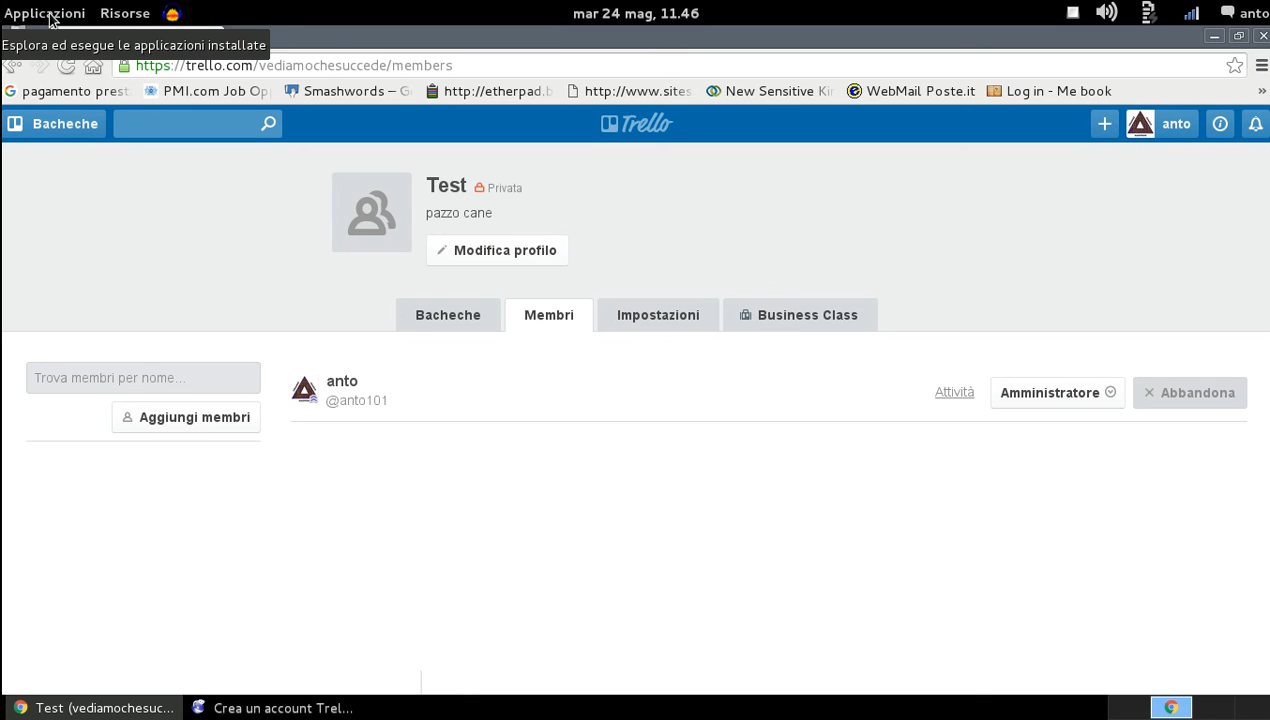 Applicazioni Risorse mar 24 mag, 11.46 anto
Esplora ed esegue le applicazioni installate
https://trello.com/vediamochesuccede/members
pagamento prest PMI.com Job Op Smashwords – G http://etherpad.b http://www.sites New Sensitive Kir WebMail Poste.it Log in - Me book »
Bacheche Trello anto
Test Privata
pazzo cane
Modifica profilo
Bacheche Membri Impostazioni Business Class
Trova membri per nome...
Aggiungi membri
anto
@anto101
Attività Amministratore Abbandona
Test (vediamochesucc... Crea un account Trel...